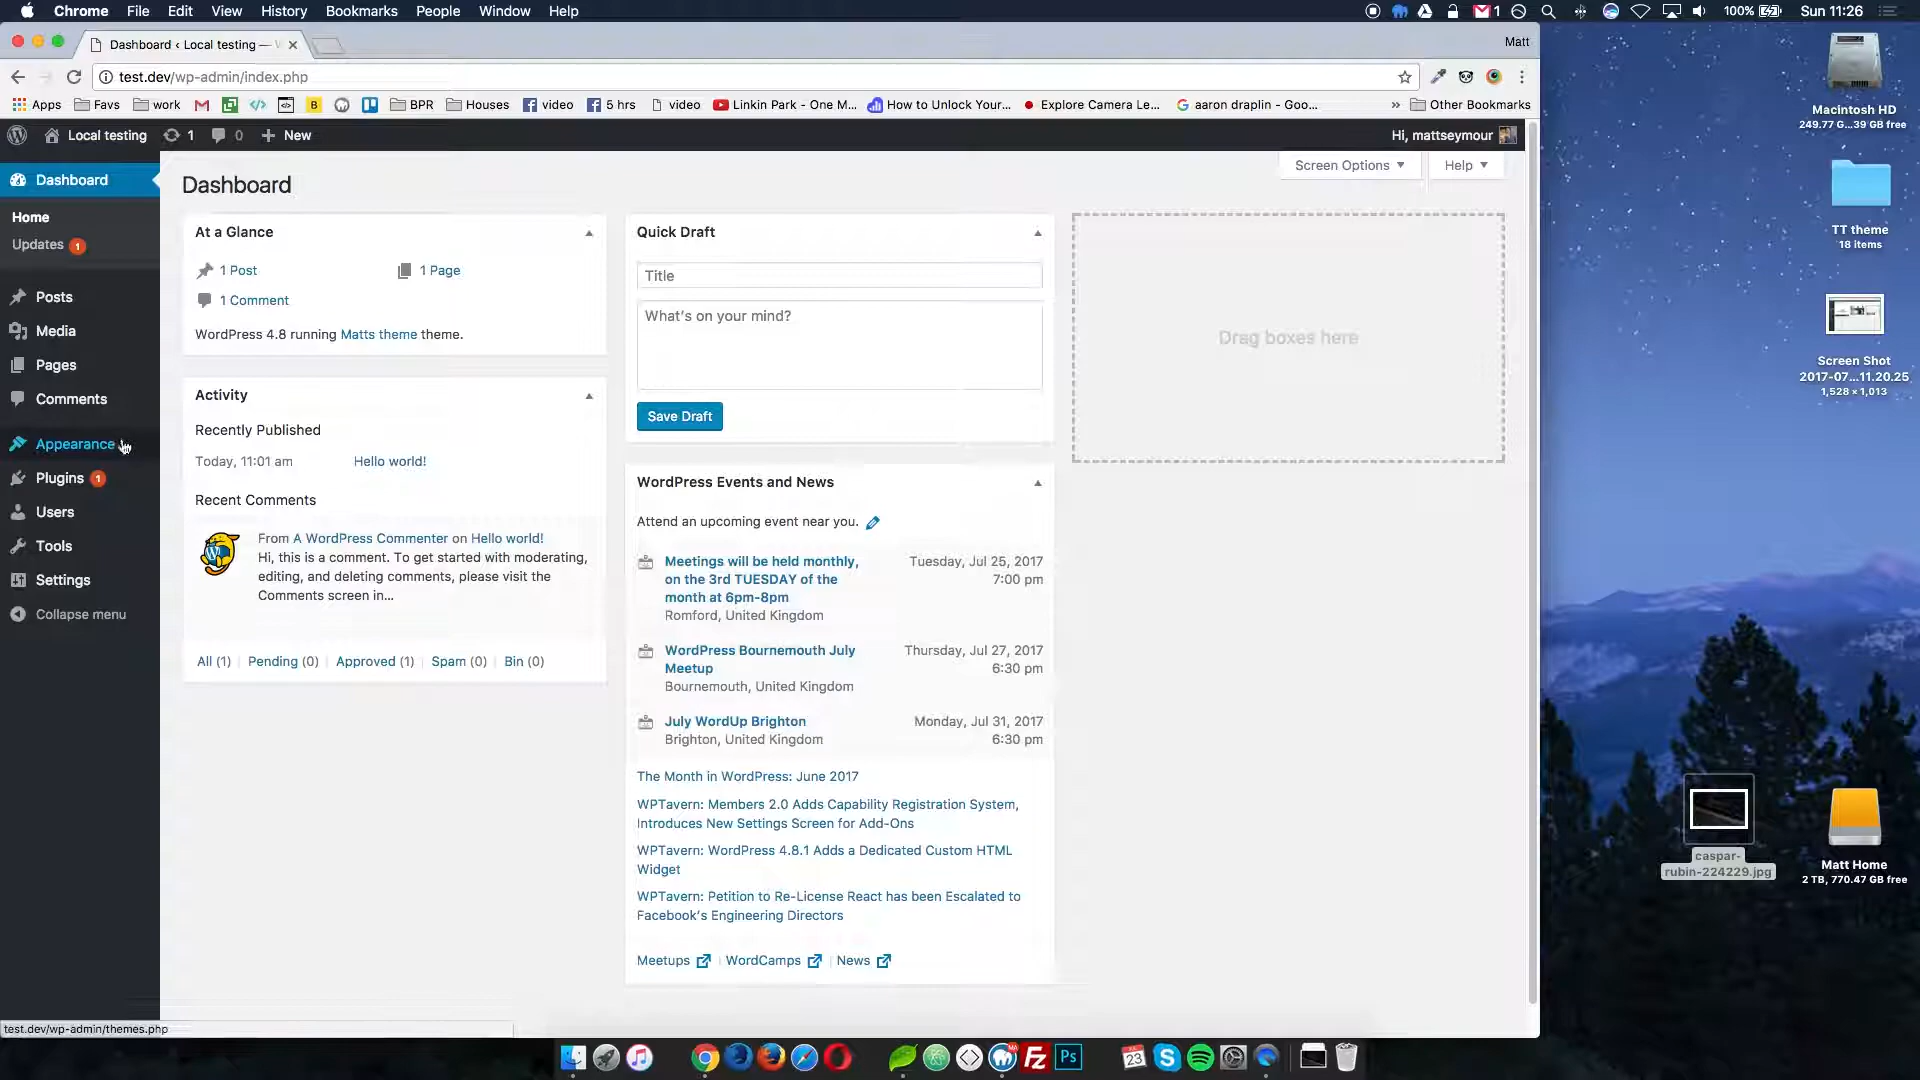 Chrome File Edit View History Bookmarks People Window Help
1 100% Sun 11:26
Dashboard ‹ Local testing —
Matt
test.dev/wp-admin/index.php
Apps Favs work B BPR Houses video 5 hrs video Linkin Park - One M... How to Unlock Your... Explore Camera Le... aaron draplin - Goo... » Other Bookmarks
Local testing 1 0 New Hi, mattseymour
Screen Options Help
Dashboard
Home
Updates 1
Posts
Media
Pages
Comments
Appearance
Plugins 1
Users
Tools
Settings
Collapse menu
Dashboard
At a Glance
1 Post 1 Page
1 Comment
WordPress 4.8 running Matts theme theme.
Activity
Recently Published
Today, 11:01 am Hello world!
Recent Comments
From A WordPress Commenter on Hello world!
Hi, this is a comment. To get started with moderating,
editing, and deleting comments, please visit the
Comments screen in...
All (1) | Pending (0) | Approved (1) | Spam (0) | Bin (0)
Quick Draft
Title
What's on your mind?
Save Draft
WordPress Events and News
Attend an upcoming event near you.
Meetings will be held monthly, Tuesday, Jul 25, 2017
on the 3rd TUESDAY of the 7:00 pm
month at 6pm-8pm
Romford, United Kingdom
WordPress Bournemouth July Thursday, Jul 27, 2017
Meetup 6:30 pm
Bournemouth, United Kingdom
July WordUp Brighton Monday, Jul 31, 2017
Brighton, United Kingdom 6:30 pm
The Month in WordPress: June 2017
WPTavern: Members 2.0 Adds Capability Registration System,
Introduces New Settings Screen for Add-Ons
WPTavern: WordPress 4.8.1 Adds a Dedicated Custom HTML
Widget
WPTavern: Petition to Re-License React has been Escalated to
Facebook's Engineering Directors
Meetups | WordCamps | News
Drag boxes here
Macintosh HD
249.77 G...39 GB free
TT theme
18 items
Screen Shot
2017-07...11.20.25
1,528 × 1,013
caspar-
rubin-224229.jpg
Matt Home
2 TB, 770.47 GB free
test.dev/wp-admin/themes.php
MA Fz Ps JUL 23